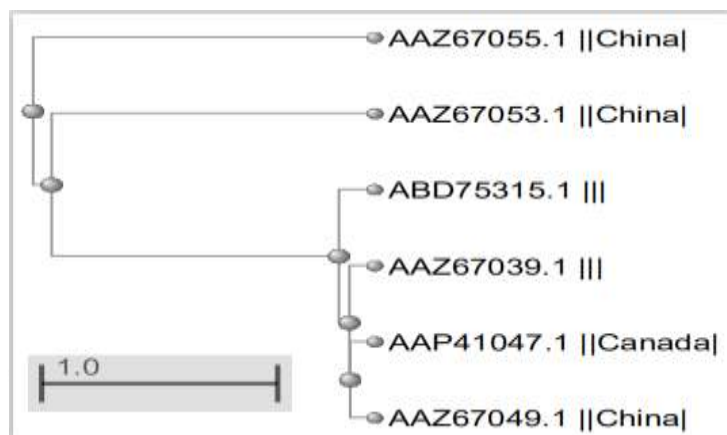 AAZ67055.1 ||China|
AAZ67053.1 ||China|
ABD75315.1 |||
AAZ67039.1 |||
AAP41047.1 ||Canada|
1.0
AAZ67049.1 ||China|